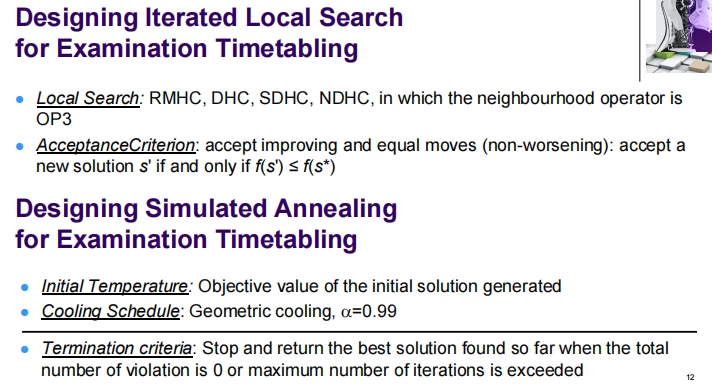 Designing Iterated Local Search
for Examination Timetabling
• Local Search: RMHC, DHC, SDHC, NDHC, in which the neighbourhood operator is
OP3
• AcceptanceCriterion: accept improving and equal moves (non-worsening): accept a
new solution s' if and only if f(s') ≤ f(s*)
Designing Simulated Annealing
for Examination Timetabling
• Initial Temperature: Objective value of the initial solution generated
• Cooling Schedule: Geometric cooling, α=0.99
• Termination criteria: Stop and return the best solution found so far when the total
number of violation is 0 or maximum number of iterations is exceeded
12